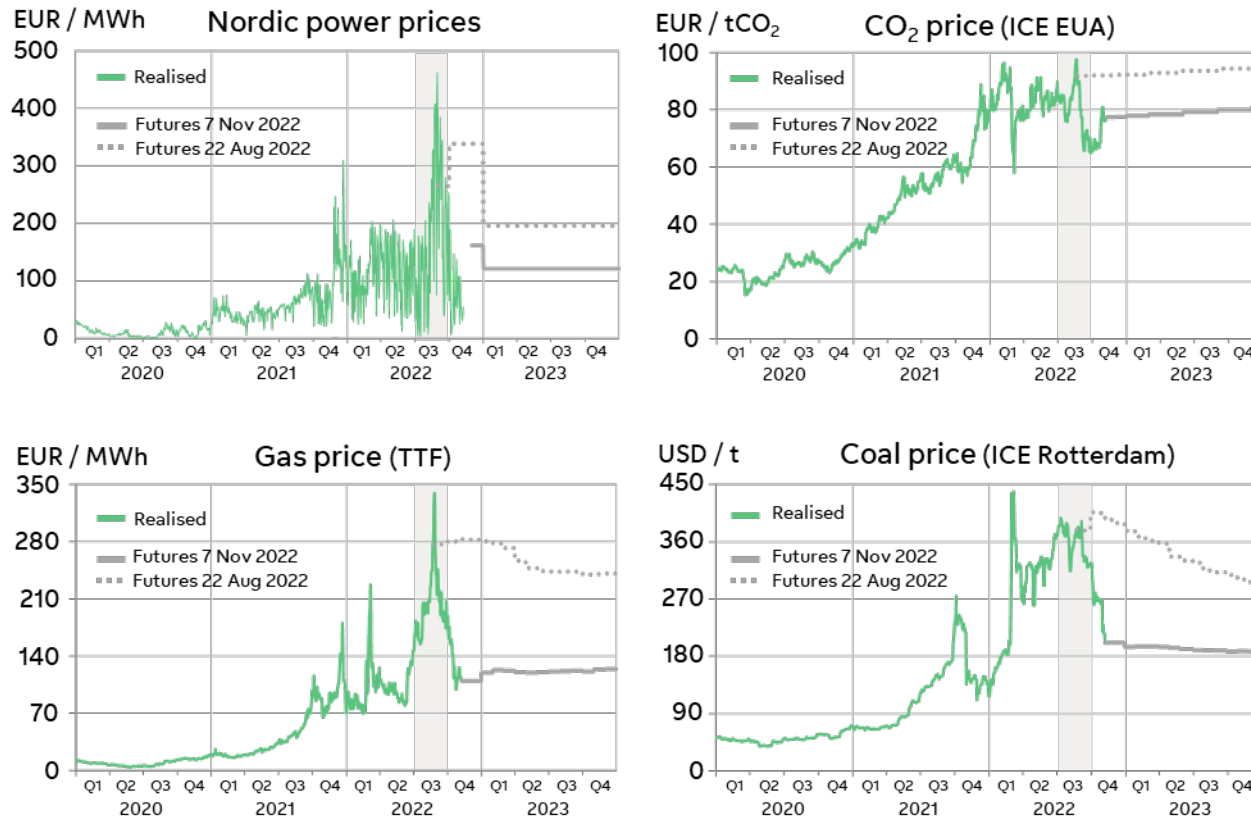 EUR / MWh
Nordic power prices
500
400
300
200
100
0
Realised
Futures 7 Nov 2022
Futures 22 Aug 2022
Q1 Q2 Q3 Q4 Q1 Q2 Q3 Q4 Q1 Q2 Q3 Q4 Q1 Q2 Q3 Q4
2020 2021 2022 2023
EUR / tCO₂
CO₂ price (ICE EUA)
100
80
60
40
20
0
Realised
Futures 7 Nov 2022
Futures 22 Aug 2022
Q1 Q2 Q3 Q4 Q1 Q2 Q3 Q4 Q1 Q2 Q3 Q4 Q1 Q2 Q3 Q4
2020 2021 2022 2023
EUR / MWh
Gas price (TTF)
350
280
210
140
70
0
Realised
Futures 7 Nov 2022
Futures 22 Aug 2022
Q1 Q2 Q3 Q4 Q1 Q2 Q3 Q4 Q1 Q2 Q3 Q4 Q1 Q2 Q3 Q4
2020 2021 2022 2023
USD / t
Coal price (ICE Rotterdam)
450
360
270
180
90
0
Realised
Futures 7 Nov 2022
Futures 22 Aug 2022
Q1 Q2 Q3 Q4 Q1 Q2 Q3 Q4 Q1 Q2 Q3 Q4 Q1 Q2 Q3 Q4
2020 2021 2022 2023